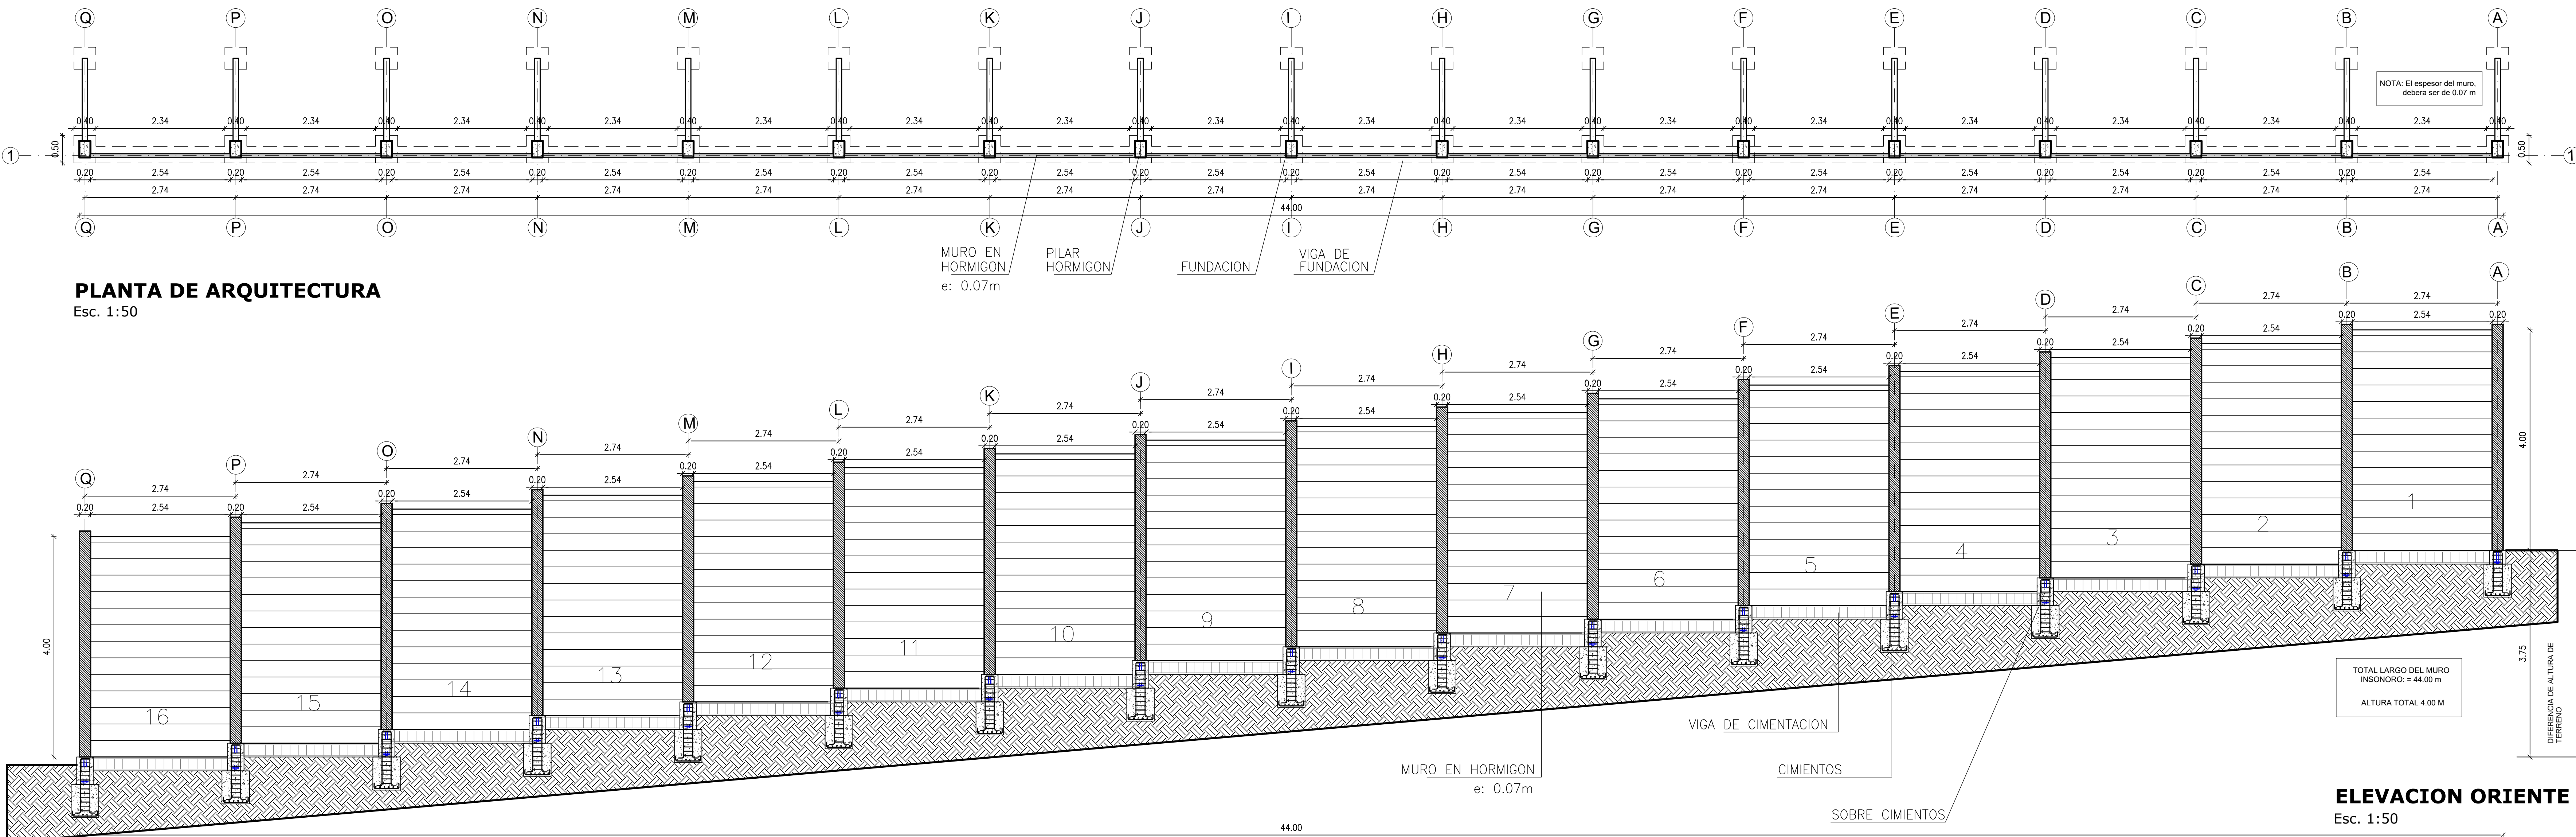 Q P O N M L K J I H G F E D C B A
NOTA: El espesor del muro,
debera ser de 0.07 m
0.40 2.34 0.40 2.34 0.40 2.34 0.40 2.34 0.40 2.34 0.40 2.34 0.40 2.34 0.40 2.34 0.40 2.34 0.40 2.34 0.40 2.34 0.40 2.34 0.40 2.34 0.40 2.34 0.40 2.34 0.40 2.34 0.40
1 0.50 0.50 1
0.20 2.54 0.20 2.54 0.20 2.54 0.20 2.54 0.20 2.54 0.20 2.54 0.20 2.54 0.20 2.54 0.20 2.54 0.20 2.54 0.20 2.54 0.20 2.54 0.20 2.54 0.20 2.54 0.20 2.54 0.20 2.54
2.74 2.74 2.74 2.74 2.74 2.74 2.74 2.74 2.74 2.74 2.74 2.74 2.74 2.74 2.74 2.74
44.00
Q P O N M L K J I H G F E D C B A
MURO EN
HORMIGON
e: 0.07m
PILAR
HORMIGON
FUNDACION
VIGA DE
FUNDACION
PLANTA DE ARQUITECTURA
Esc. 1:50
Q P O N M L K J I H G F E D C B A
2.74 2.74 2.74 2.74 2.74 2.74 2.74 2.74 2.74 2.74 2.74 2.74 2.74 2.74 2.74 2.74
0.20 2.54 0.20 2.54 0.20 2.54 0.20 2.54 0.20 2.54 0.20 2.54 0.20 2.54 0.20 2.54 0.20 2.54 0.20 2.54 0.20 2.54 0.20 2.54 0.20 2.54 0.20 2.54 0.20 2.54 0.20 2.54 0.20
4.00
16 15 14 13 12 11 10 9 8 7 6 5 4 3 2 1
4.00
3.75
DIFERENCIA DE ALTURA DE
TERRENO
TOTAL LARGO DEL MURO
INSONORO: = 44.00 m
ALTURA TOTAL 4.00 M
VIGA DE CIMENTACION
MURO EN HORMIGON
e: 0.07m
CIMIENTOS
SOBRE CIMIENTOS
44.00
ELEVACION ORIENTE
Esc. 1:50